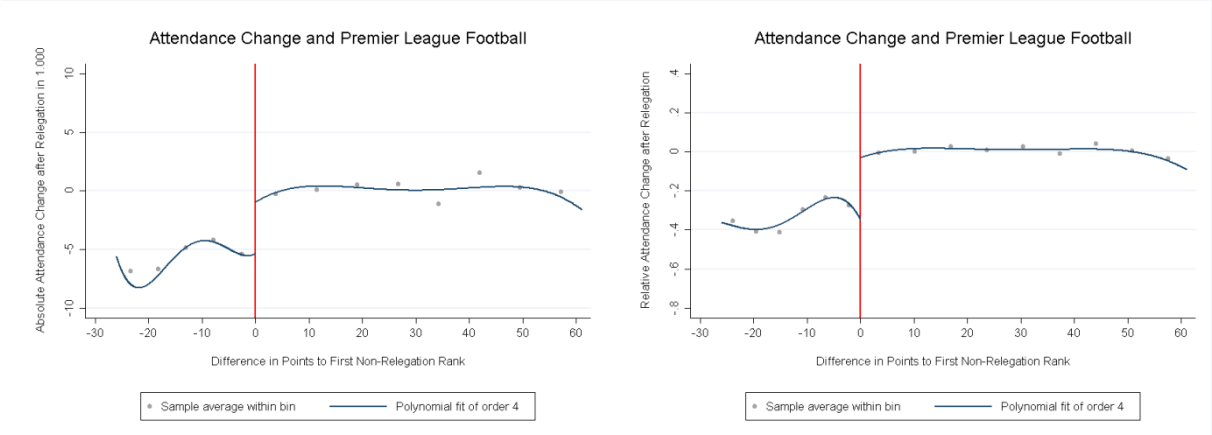 Attendance Change and Premier League Football
Absolute Attendance Change after Relegation in 1.000
10
5
0
-5
-10
-30 -20 -10 0 10 20 30 40 50 60
Difference in Points to First Non-Relegation Rank
Sample average within bin Polynomial fit of order 4
Attendance Change and Premier League Football
Relative Attendance Change after Relegation
.4
.2
0
-.2
-.4
-.6
-.8
-30 -20 -10 0 10 20 30 40 50 60
Difference in Points to First Non-Relegation Rank
Sample average within bin Polynomial fit of order 4